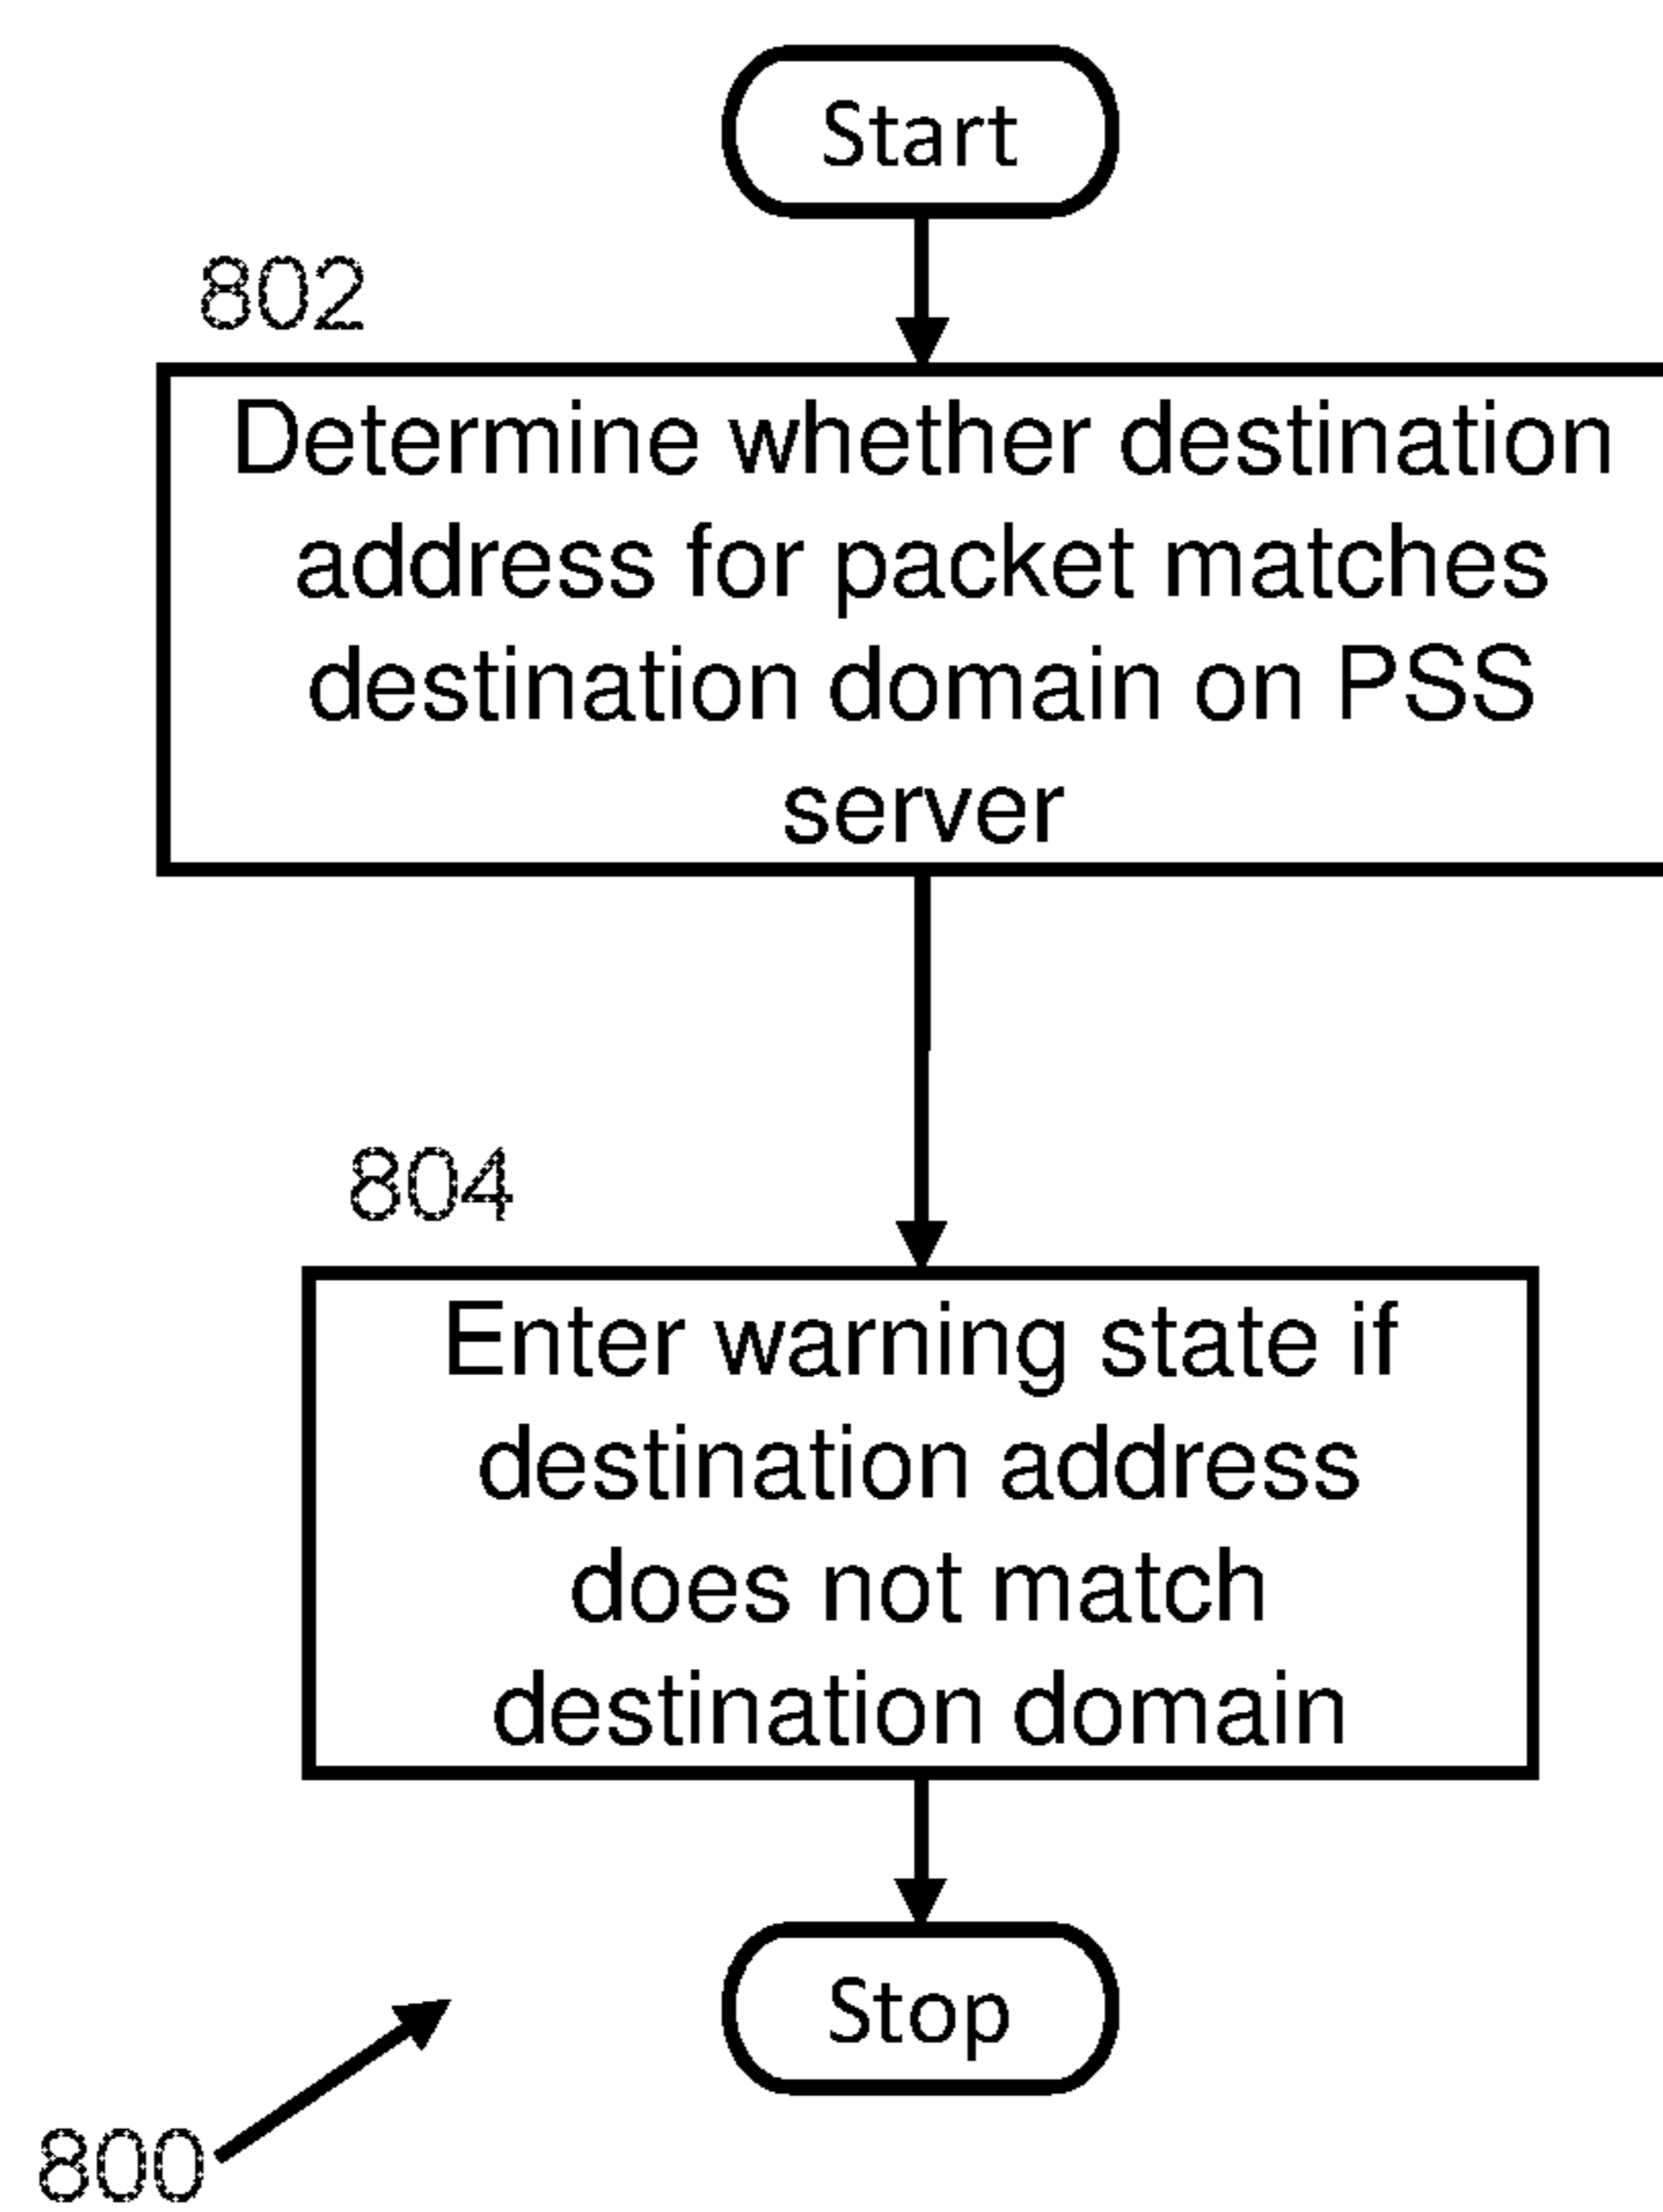 Start
802
Determine whether destination
address for packet matches
destination domain on PSS
server
804
Enter warning state if
destination address
does not match
destination domain
Stop
800